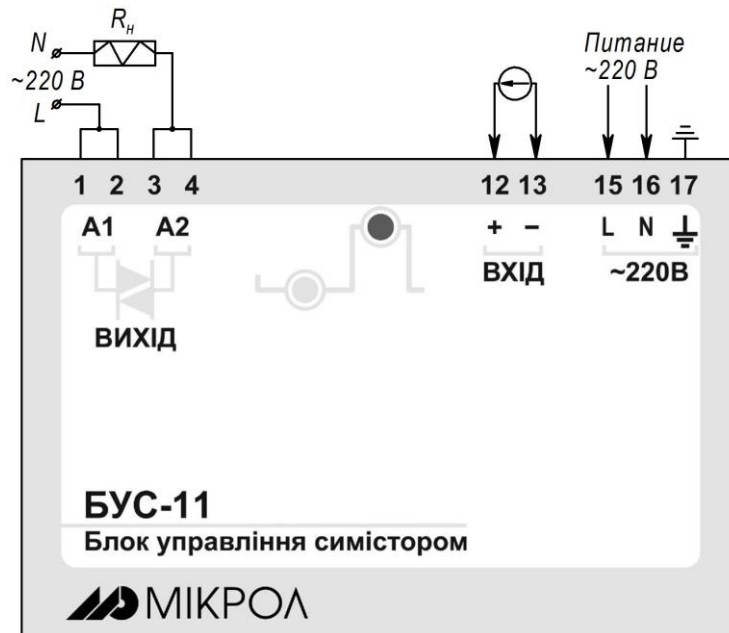 Rн
N
~220 В
L
Питание
~220 В
1 2 3 4 12 13 15 16 17
A1 A2 + − L N
ВХІД ~220В
ВИХІД
БУС-11
Блок управління симістором
МІКРОЛ